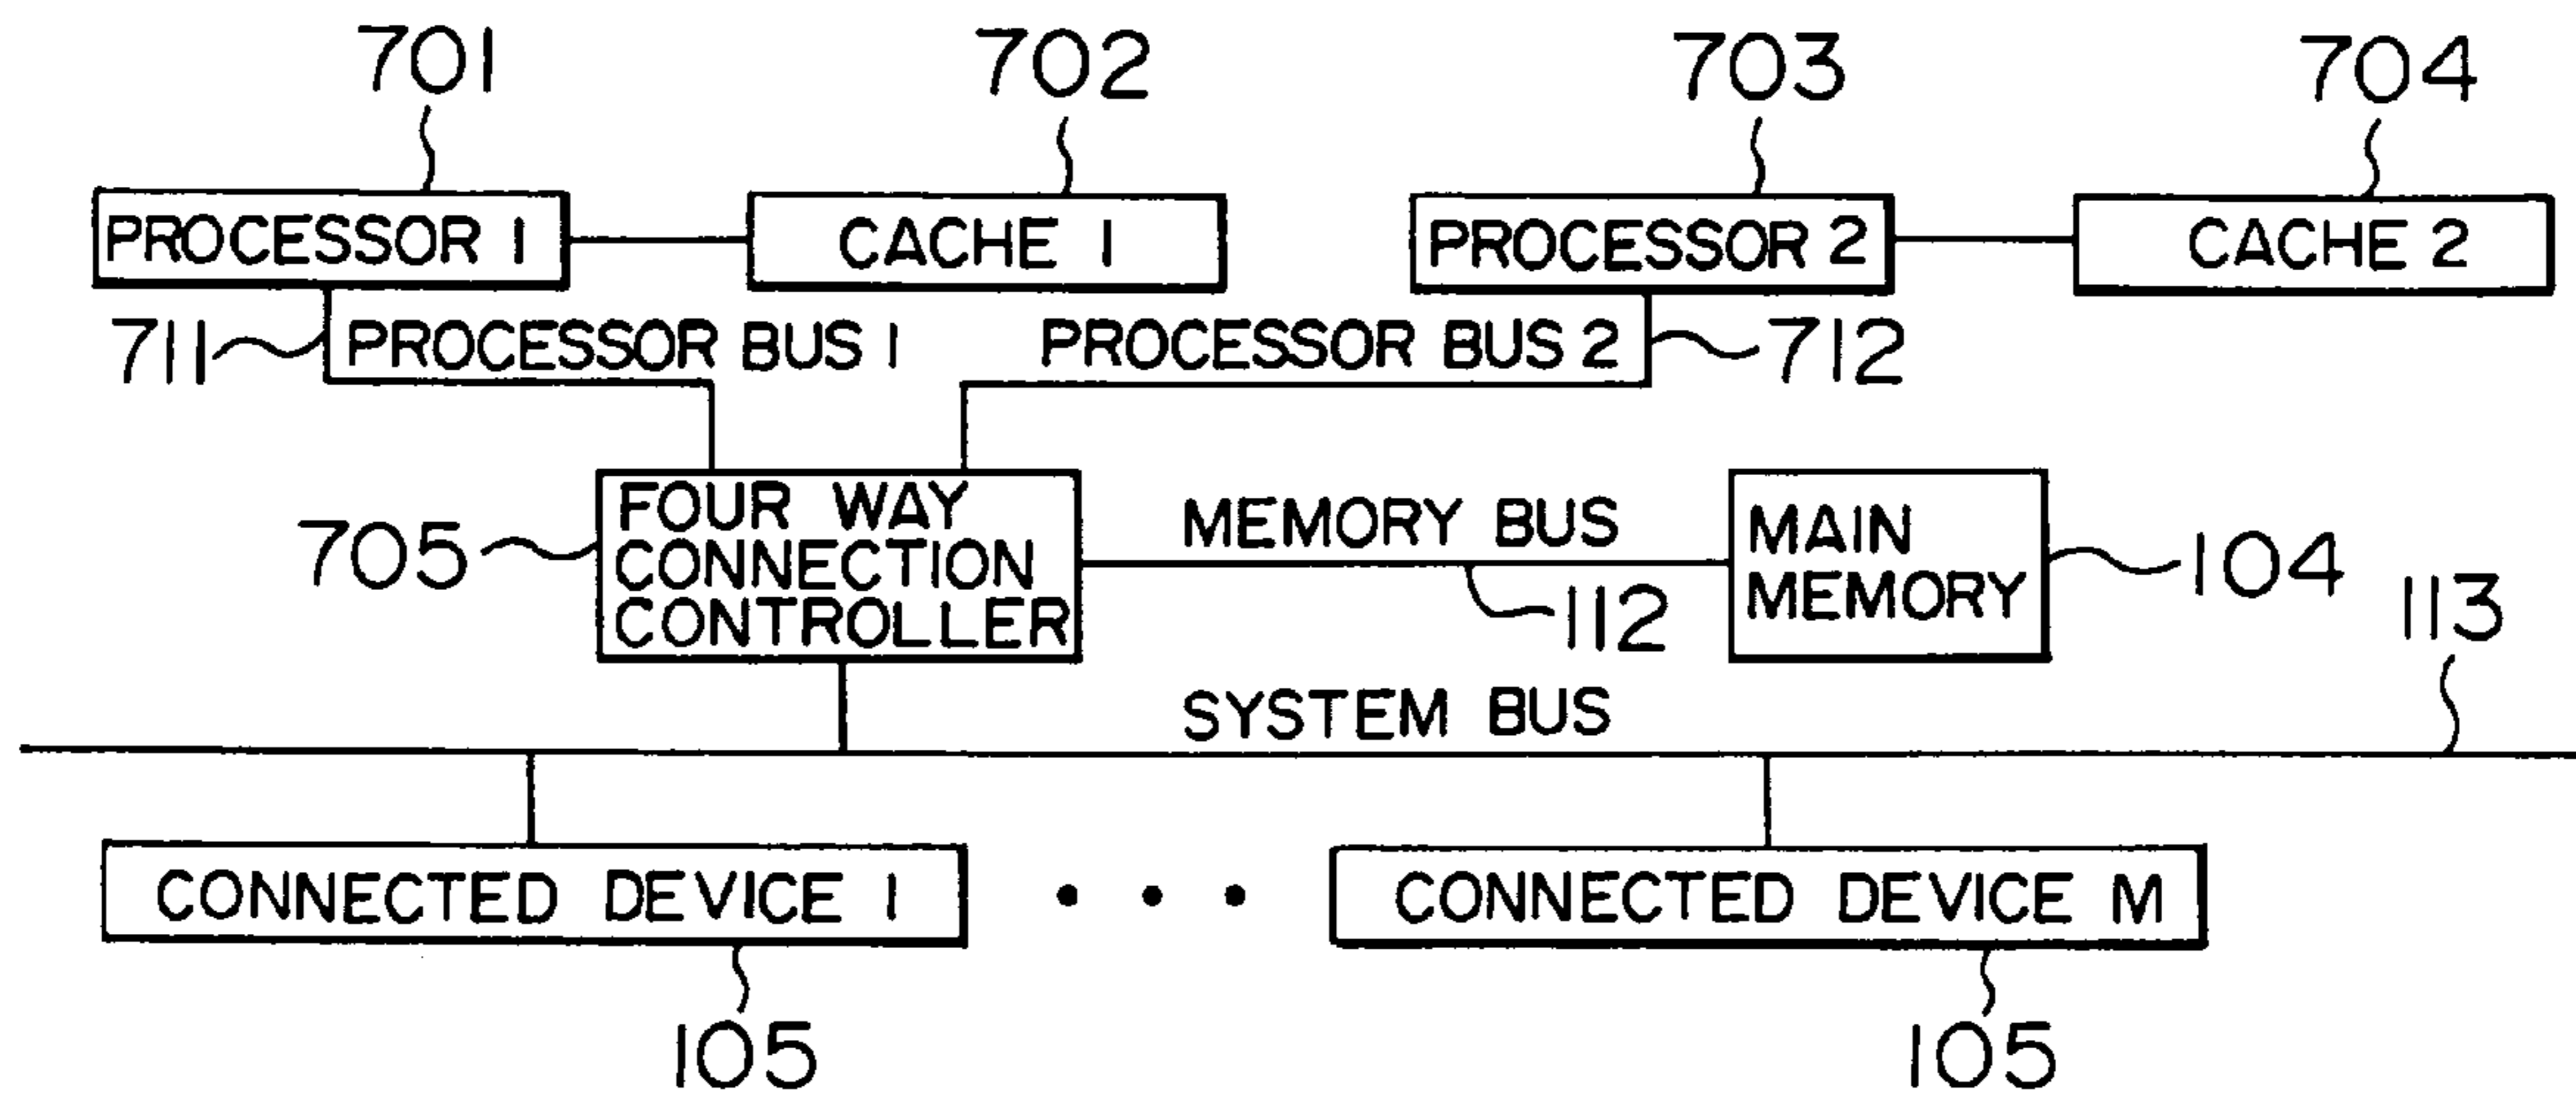 701
702
703
704
PROCESSOR 1
CACHE 1
PROCESSOR 2
CACHE 2
711
PROCESSOR BUS 1
PROCESSOR BUS 2
712
705
FOUR WAY
CONNECTION
CONTROLLER
MEMORY BUS
112
MAIN
MEMORY
104
113
SYSTEM BUS
CONNECTED DEVICE 1
• • •
CONNECTED DEVICE M
105
105